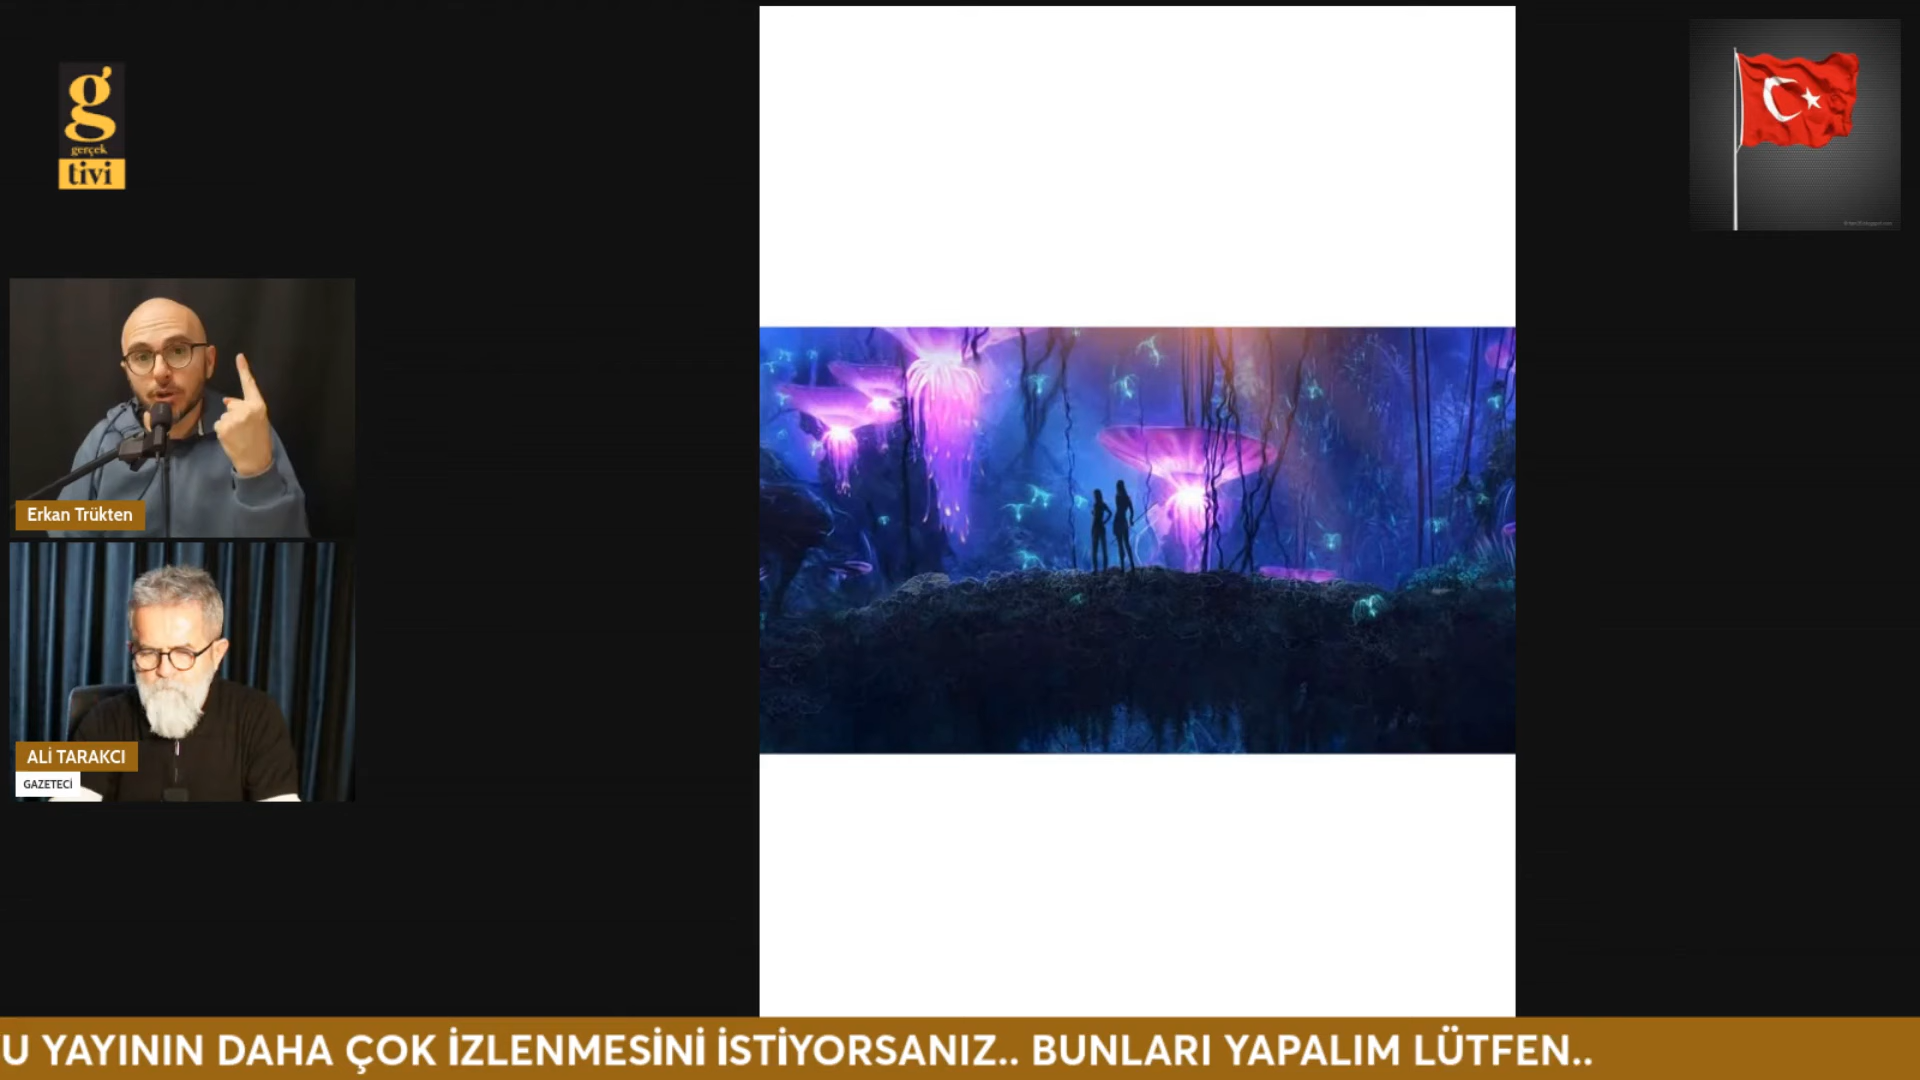 g
gerçek
tivi
Erkan Trükten
ALİ TARAKCI
GAZETECİ
U YAYININ DAHA ÇOK İZLENMESİNİ İSTİYORSANIZ.. BUNLARI YAPALIM LÜTFEN..